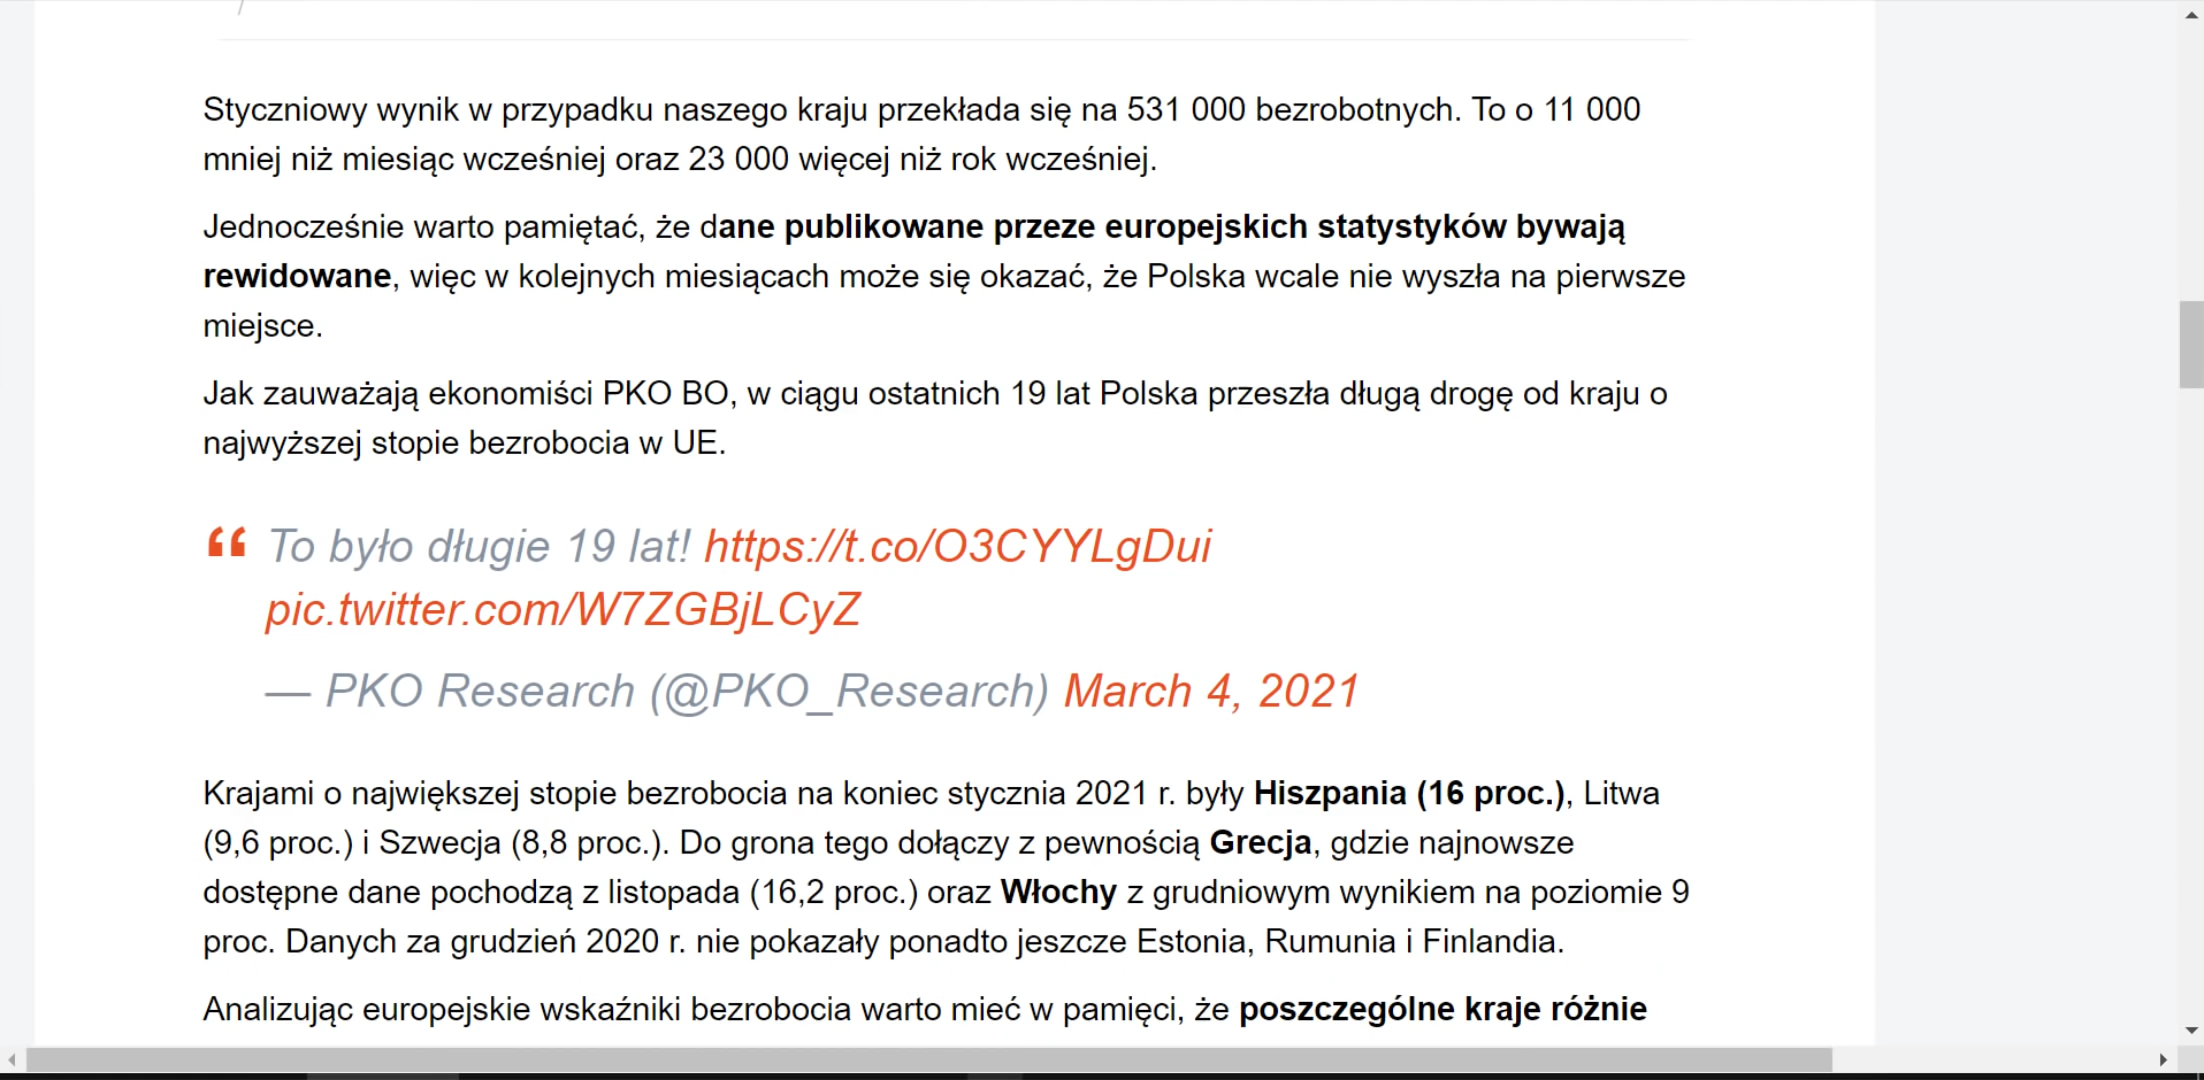 Styczniowy wynik w przypadku naszego kraju przekłada się na 531 000 bezrobotnych. To o 11 000
mniej niż miesiąc wcześniej oraz 23 000 więcej niż rok wcześniej.
Jednocześnie warto pamiętać, że dane publikowane przeze europejskich statystyków bywają
rewidowane, więc w kolejnych miesiącach może się okazać, że Polska wcale nie wyszła na pierwsze
miejsce.
Jak zauważają ekonomiści PKO BO, w ciągu ostatnich 19 lat Polska przeszła długą drogę od kraju o
najwyższej stopie bezrobocia w UE.
“ To było długie 19 lat! https://t.co/O3CYYLgDui
pic.twitter.com/W7ZGBjLCyZ
— PKO Research (@PKO_Research) March 4, 2021
Krajami o największej stopie bezrobocia na koniec stycznia 2021 r. były Hiszpania (16 proc.), Litwa
(9,6 proc.) i Szwecja (8,8 proc.). Do grona tego dołączy z pewnością Grecja, gdzie najnowsze
dostępne dane pochodzą z listopada (16,2 proc.) oraz Włochy z grudniowym wynikiem na poziomie 9
proc. Danych za grudzień 2020 r. nie pokazały ponadto jeszcze Estonia, Rumunia i Finlandia.
Analizując europejskie wskaźniki bezrobocia warto mieć w pamięci, że poszczególne kraje różnie